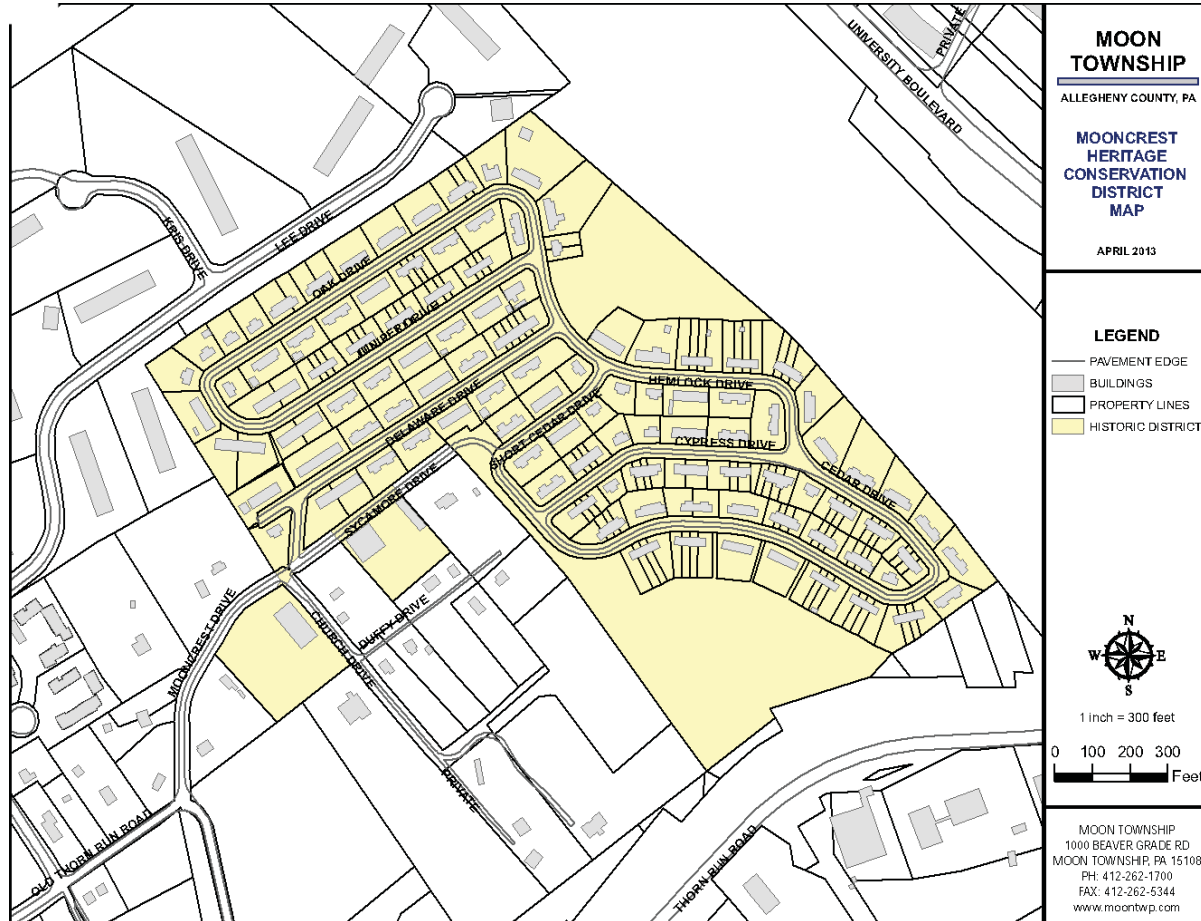 MOON
TOWNSHIP
ALLEGHENY COUNTY, PA
MOONCREST
HERITAGE
CONSERVATION
DISTRICT
MAP
APRIL 2013
LEGEND
PAVEMENT EDGE
BUILDINGS
PROPERTY LINES
HISTORIC DISTRICT
N
W E
S
1 inch = 300 feet
0 100 200 300
Feet
MOON TOWNSHIP
1000 BEAVER GRADE RD
MOON TOWNSHIP, PA 15108
PH: 412-262-1700
FAX: 412-262-5344
www.moontwp.com
PRIVATE
UNIVERSITY BOULEVARD
KRIS DRIVE
LEE DRIVE
OAK DRIVE
JUNIPER DRIVE
DELAWARE DRIVE
HEMLOCK DRIVE
SHORT CEDAR DRIVE
CYPRESS DRIVE
CEDAR DRIVE
SYCAMORE DRIVE
MOONCREST DRIVE
CHURCH DRIVE
DUFFY DRIVE
PRIVATE
OLD THORN RUN ROAD
THORN RUN ROAD